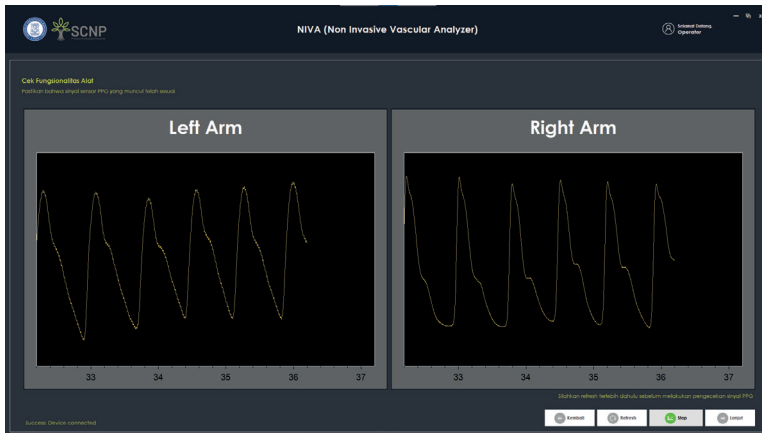 SCNP
NIVA (Non Invasive Vascular Analyzer)
Selamat Datang,
Operator
Cek Fungsionalitas Alat
Pastikan bahwa sinyal sensor PPG yang muncul telah sesuai
Left Arm
Right Arm
33 34 35 36 37
33 34 35 36 37
Silahkan refresh terlebih dahulu sebelum melakukan pengecekan sinyal PPG
Success: Device connected
Kembali
Refresh
Stop
Lanjut